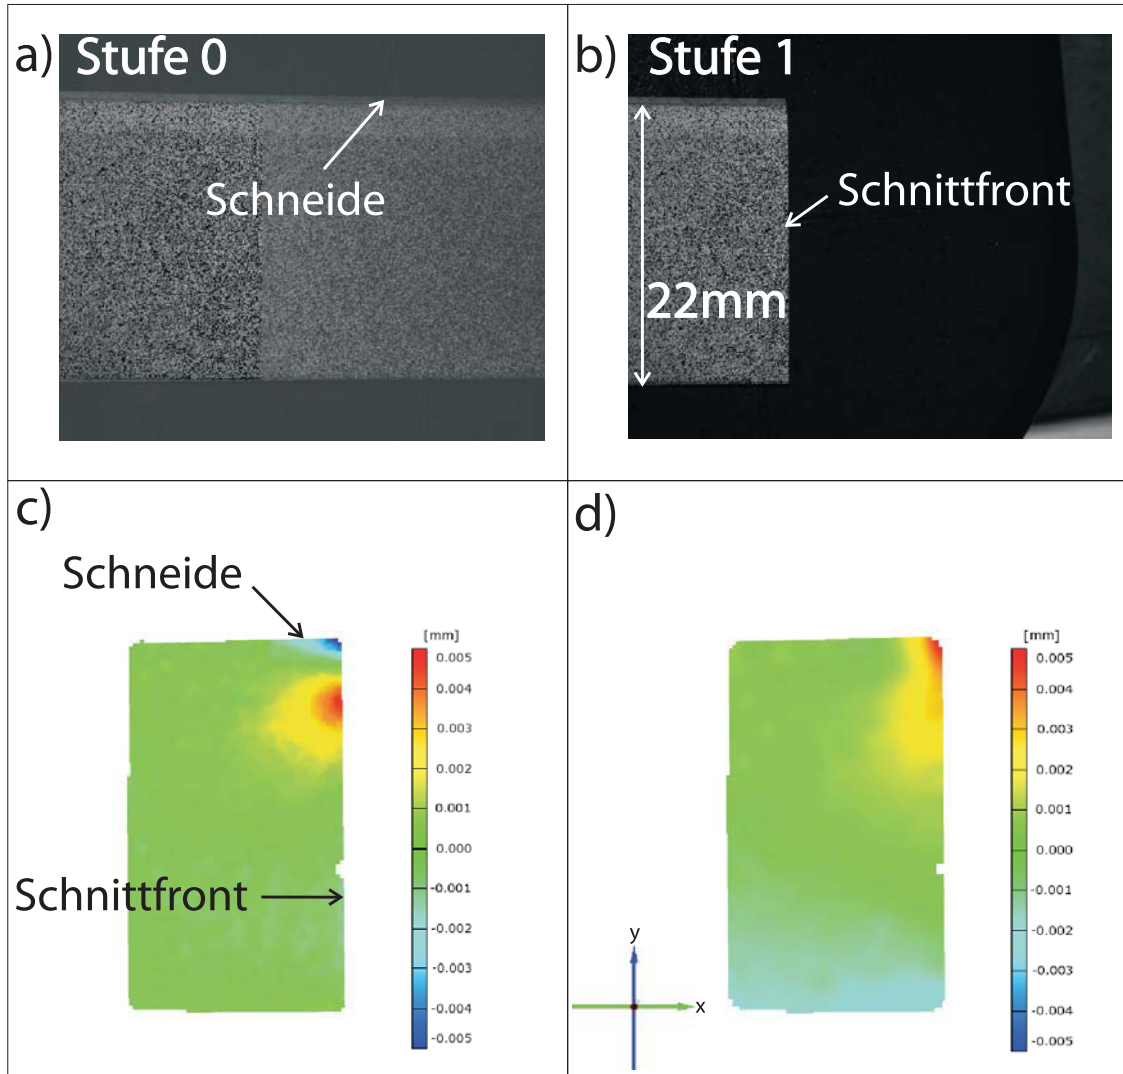 a)
Stufe 0
Schneide
b)
Stufe 1
Schnittfront
22mm
c)
Schneide
Schnittfront
[mm]
0.005
0.004
0.003
0.002
0.001
0.000
-0.001
-0.002
-0.003
-0.004
-0.005
d)
[mm]
0.005
0.004
0.003
0.002
0.001
0.000
-0.001
-0.002
-0.003
-0.004
-0.005
y
x